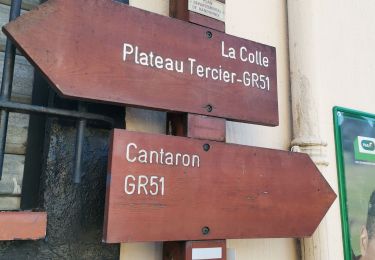 La Colle
Plateau Tercier-GR51
Cantaron
GR51